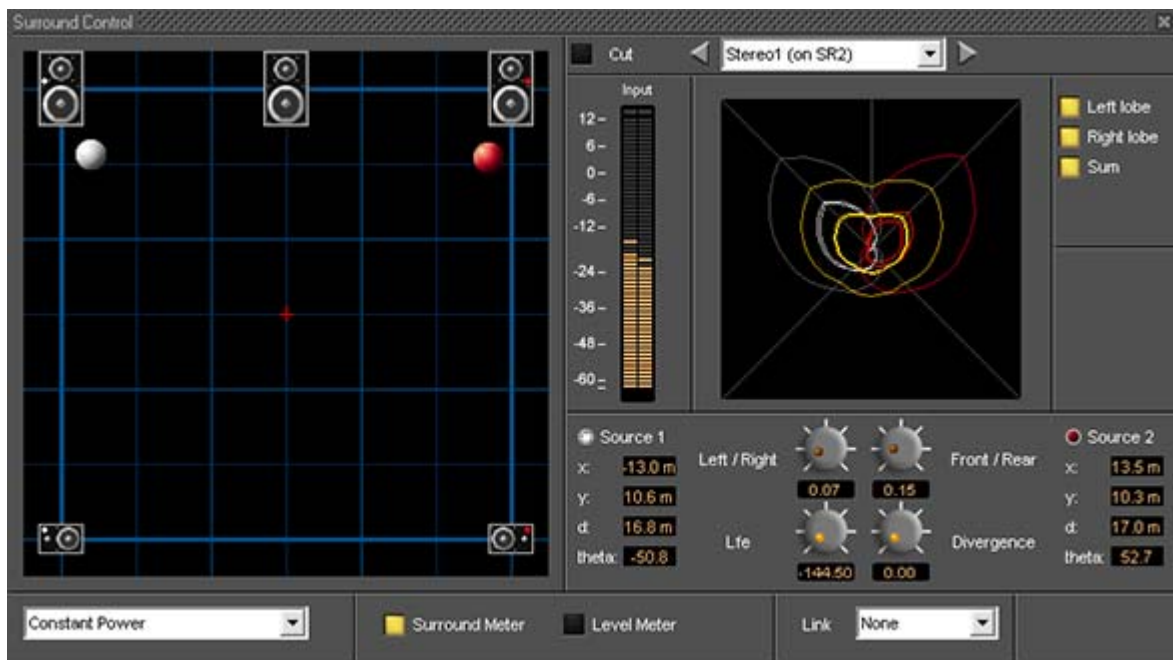 Surround Control
Cut
Stereo1 (on SR2)
Input
12
6
0
-6
-12
-24
-36
-48
-60
Left lobe
Right lobe
Sum
Source 1
x: -13.0 m
y: 10.6 m
d: 16.8 m
theta: -50.8
Left / Right
0.07
0.15
Front / Rear
Lfe
-144.50
0.00
Divergence
Source 2
x: 13.5 m
y: 10.3 m
d: 17.0 m
theta: 52.7
Constant Power
Surround Meter
Level Meter
Link
None